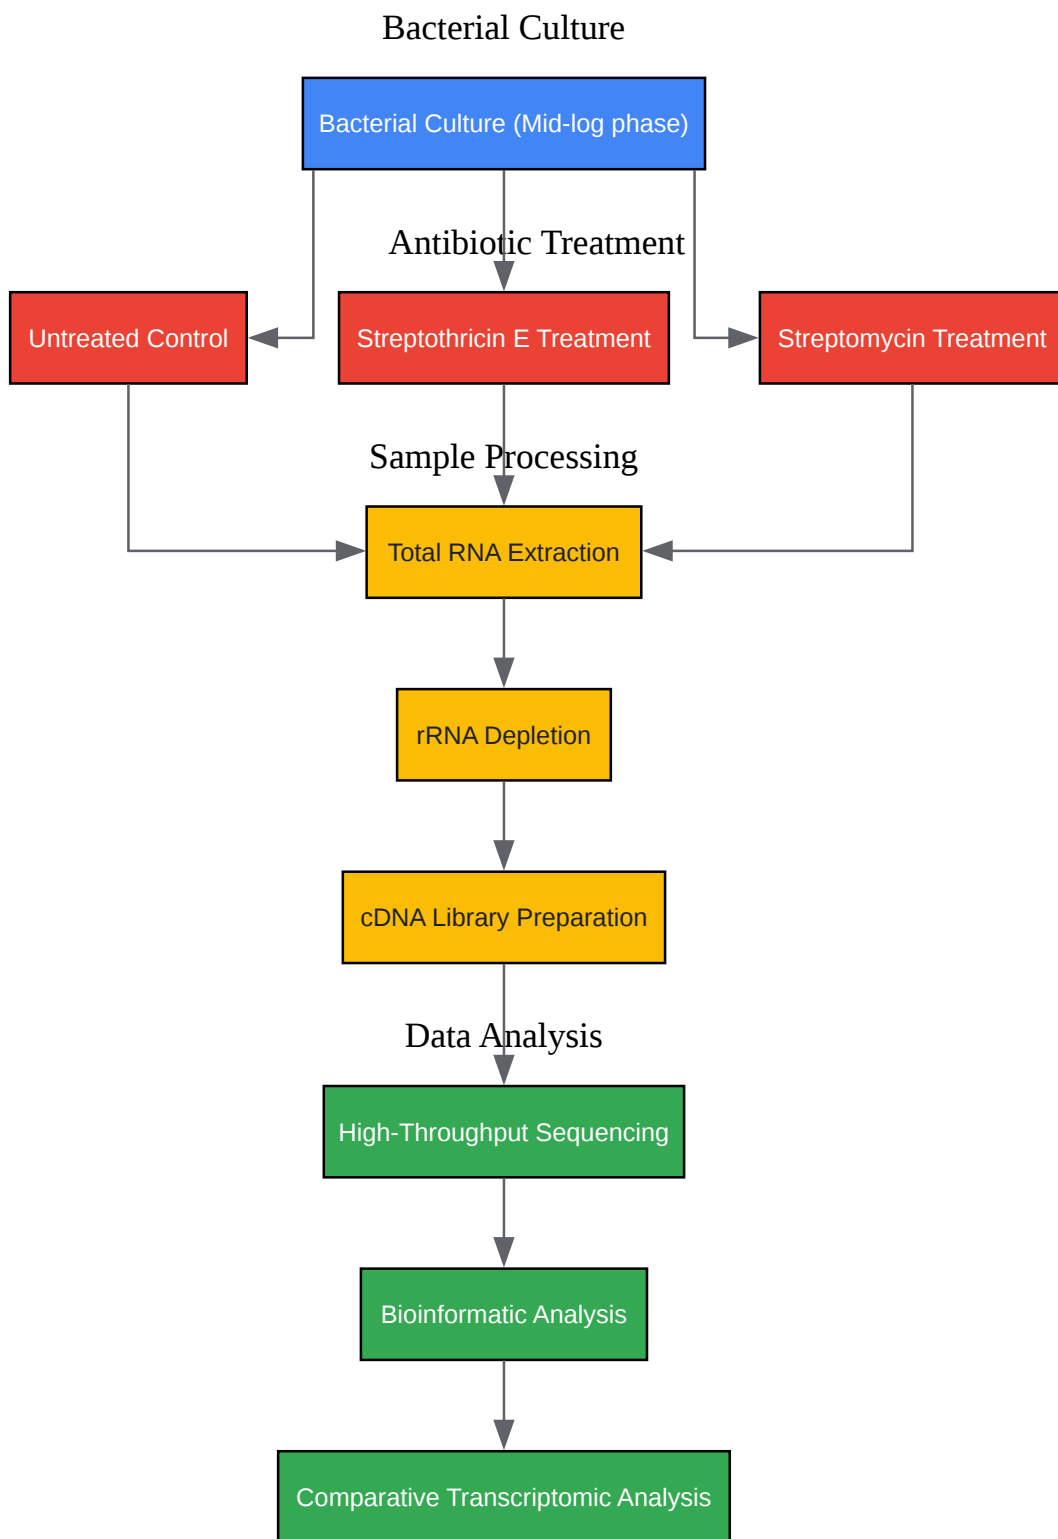 Bacterial Culture
Bacterial Culture (Mid-log phase)
Antibiotic Treatment
Untreated Control
Streptothricin E Treatment
Streptomycin Treatment
Sample Processing
Total RNA Extraction
rRNA Depletion
cDNA Library Preparation
Data Analysis
High-Throughput Sequencing
Bioinformatic Analysis
Comparative Transcriptomic Analysis